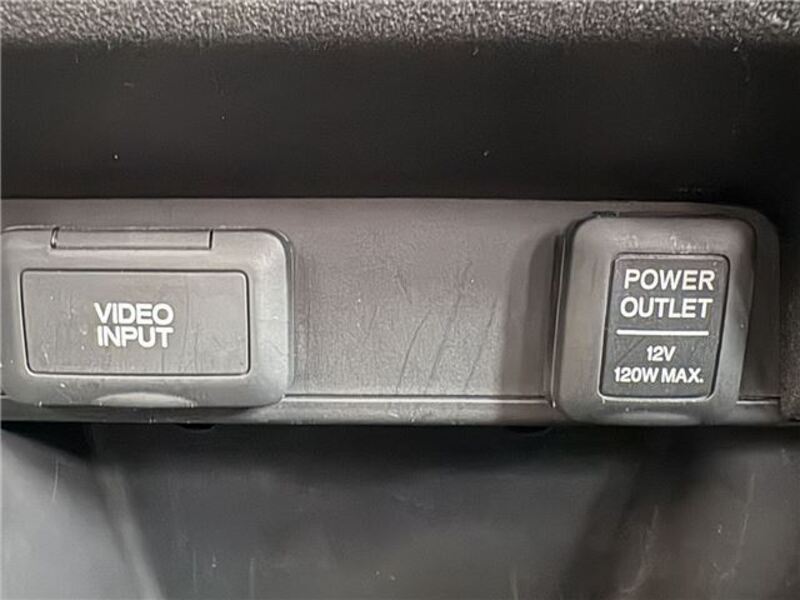 VIDEO
INPUT
POWER
OUTLET
12V
120W MAX.